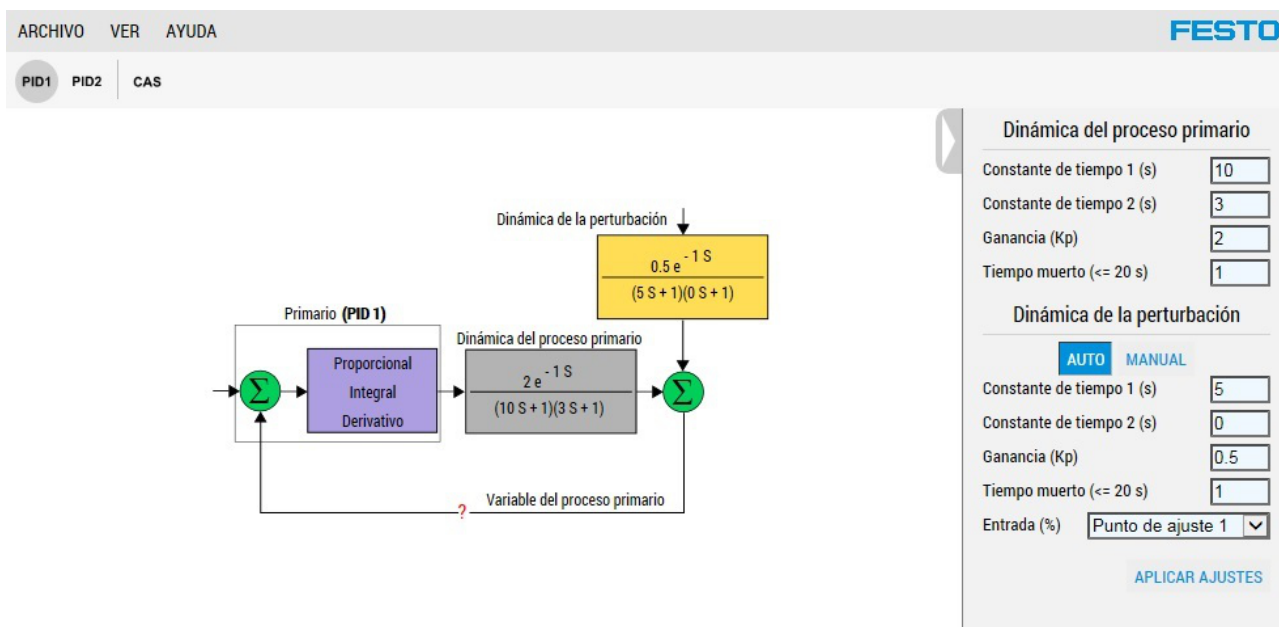 ARCHIVO VER AYUDA
FESTO
PID1 PID2 CAS
Dinámica de la perturbación
0.5 e - 1 S
(5 S + 1)(0 S + 1)
Primario (PID 1)
Dinámica del proceso primario
Σ
Proporcional
Integral
Derivativo
2 e - 1 S
(10 S + 1)(3 S + 1)
Σ
Variable del proceso primario
?
Dinámica del proceso primario
Constante de tiempo 1 (s) 10
Constante de tiempo 2 (s) 3
Ganancia (Kp) 2
Tiempo muerto (<= 20 s) 1
Dinámica de la perturbación
AUTO MANUAL
Constante de tiempo 1 (s) 5
Constante de tiempo 2 (s) 0
Ganancia (Kp) 0.5
Tiempo muerto (<= 20 s) 1
Entrada (%) Punto de ajuste 1
APLICAR AJUSTES